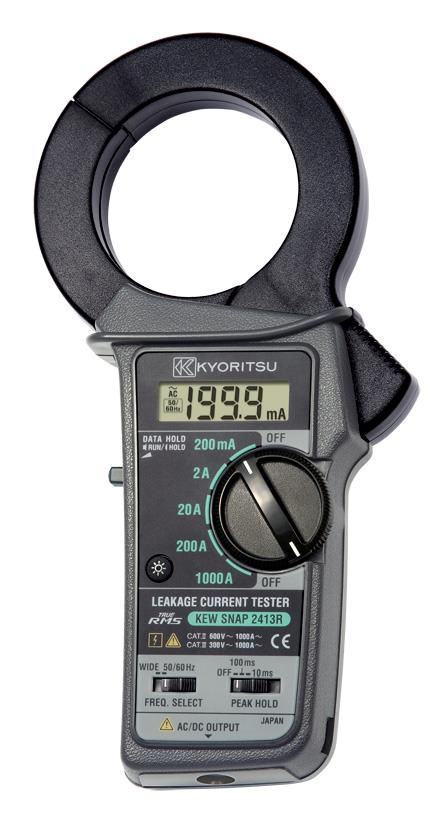 KYORITSU
AC
50/
60Hz
199.9 mA
DATA HOLD
RUN/ HOLD
200mA
OFF
2A
20A
200A
1000A
OFF
LEAKAGE CURRENT TESTER
TRUE
RMS
KEW SNAP 2413R
CAT.II 600V~ 1000A~
CAT.III 300V~ 1000A~
CE
WIDE 50/60Hz
100ms
OFF 10ms
FREQ. SELECT
PEAK HOLD
AC/DC OUTPUT
JAPAN